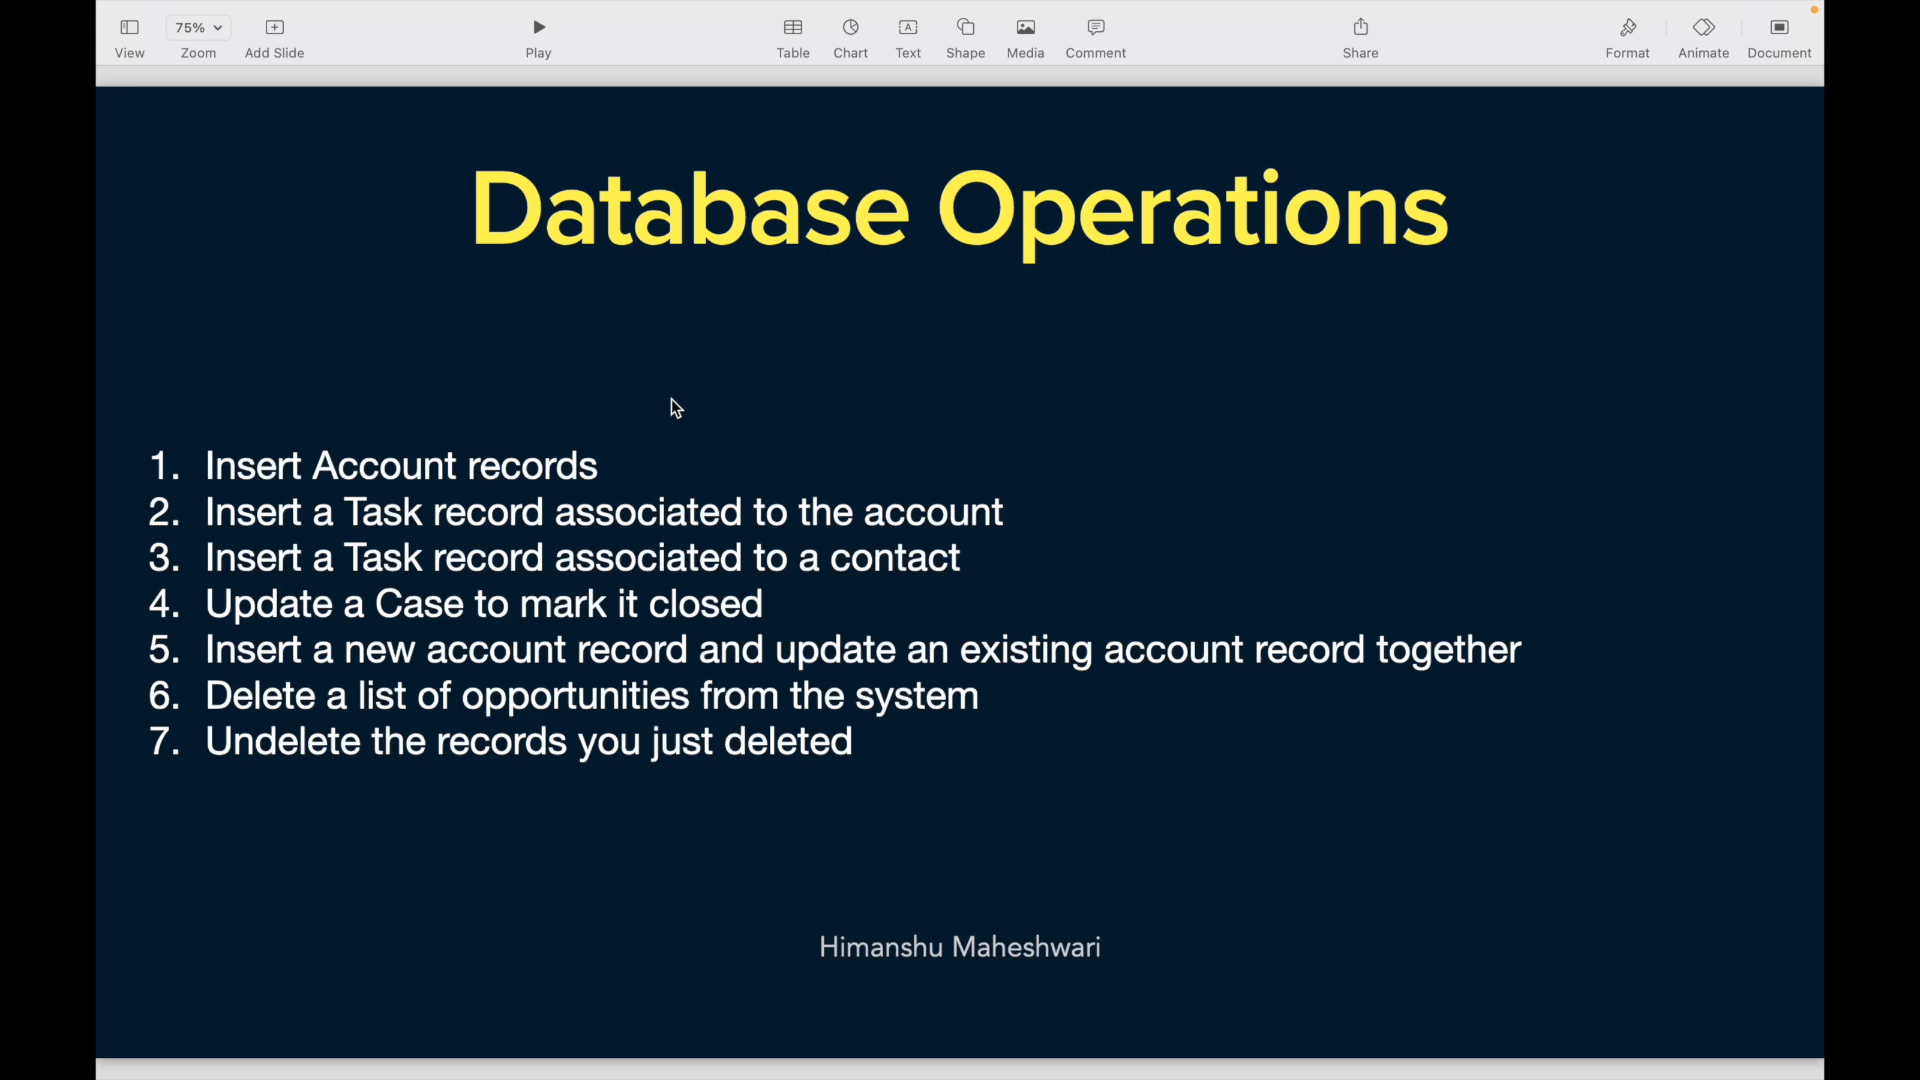 75%
View
Zoom
Add Slide
Play
Table
Chart
Text
Shape
Media
Comment
Share
Format
Animate
Document
Database Operations
1. Insert Account records
2. Insert a Task record associated to the account
3. Insert a Task record associated to a contact
4. Update a Case to mark it closed
5. Insert a new account record and update an existing account record together
6. Delete a list of opportunities from the system
7. Undelete the records you just deleted
Himanshu Maheshwari